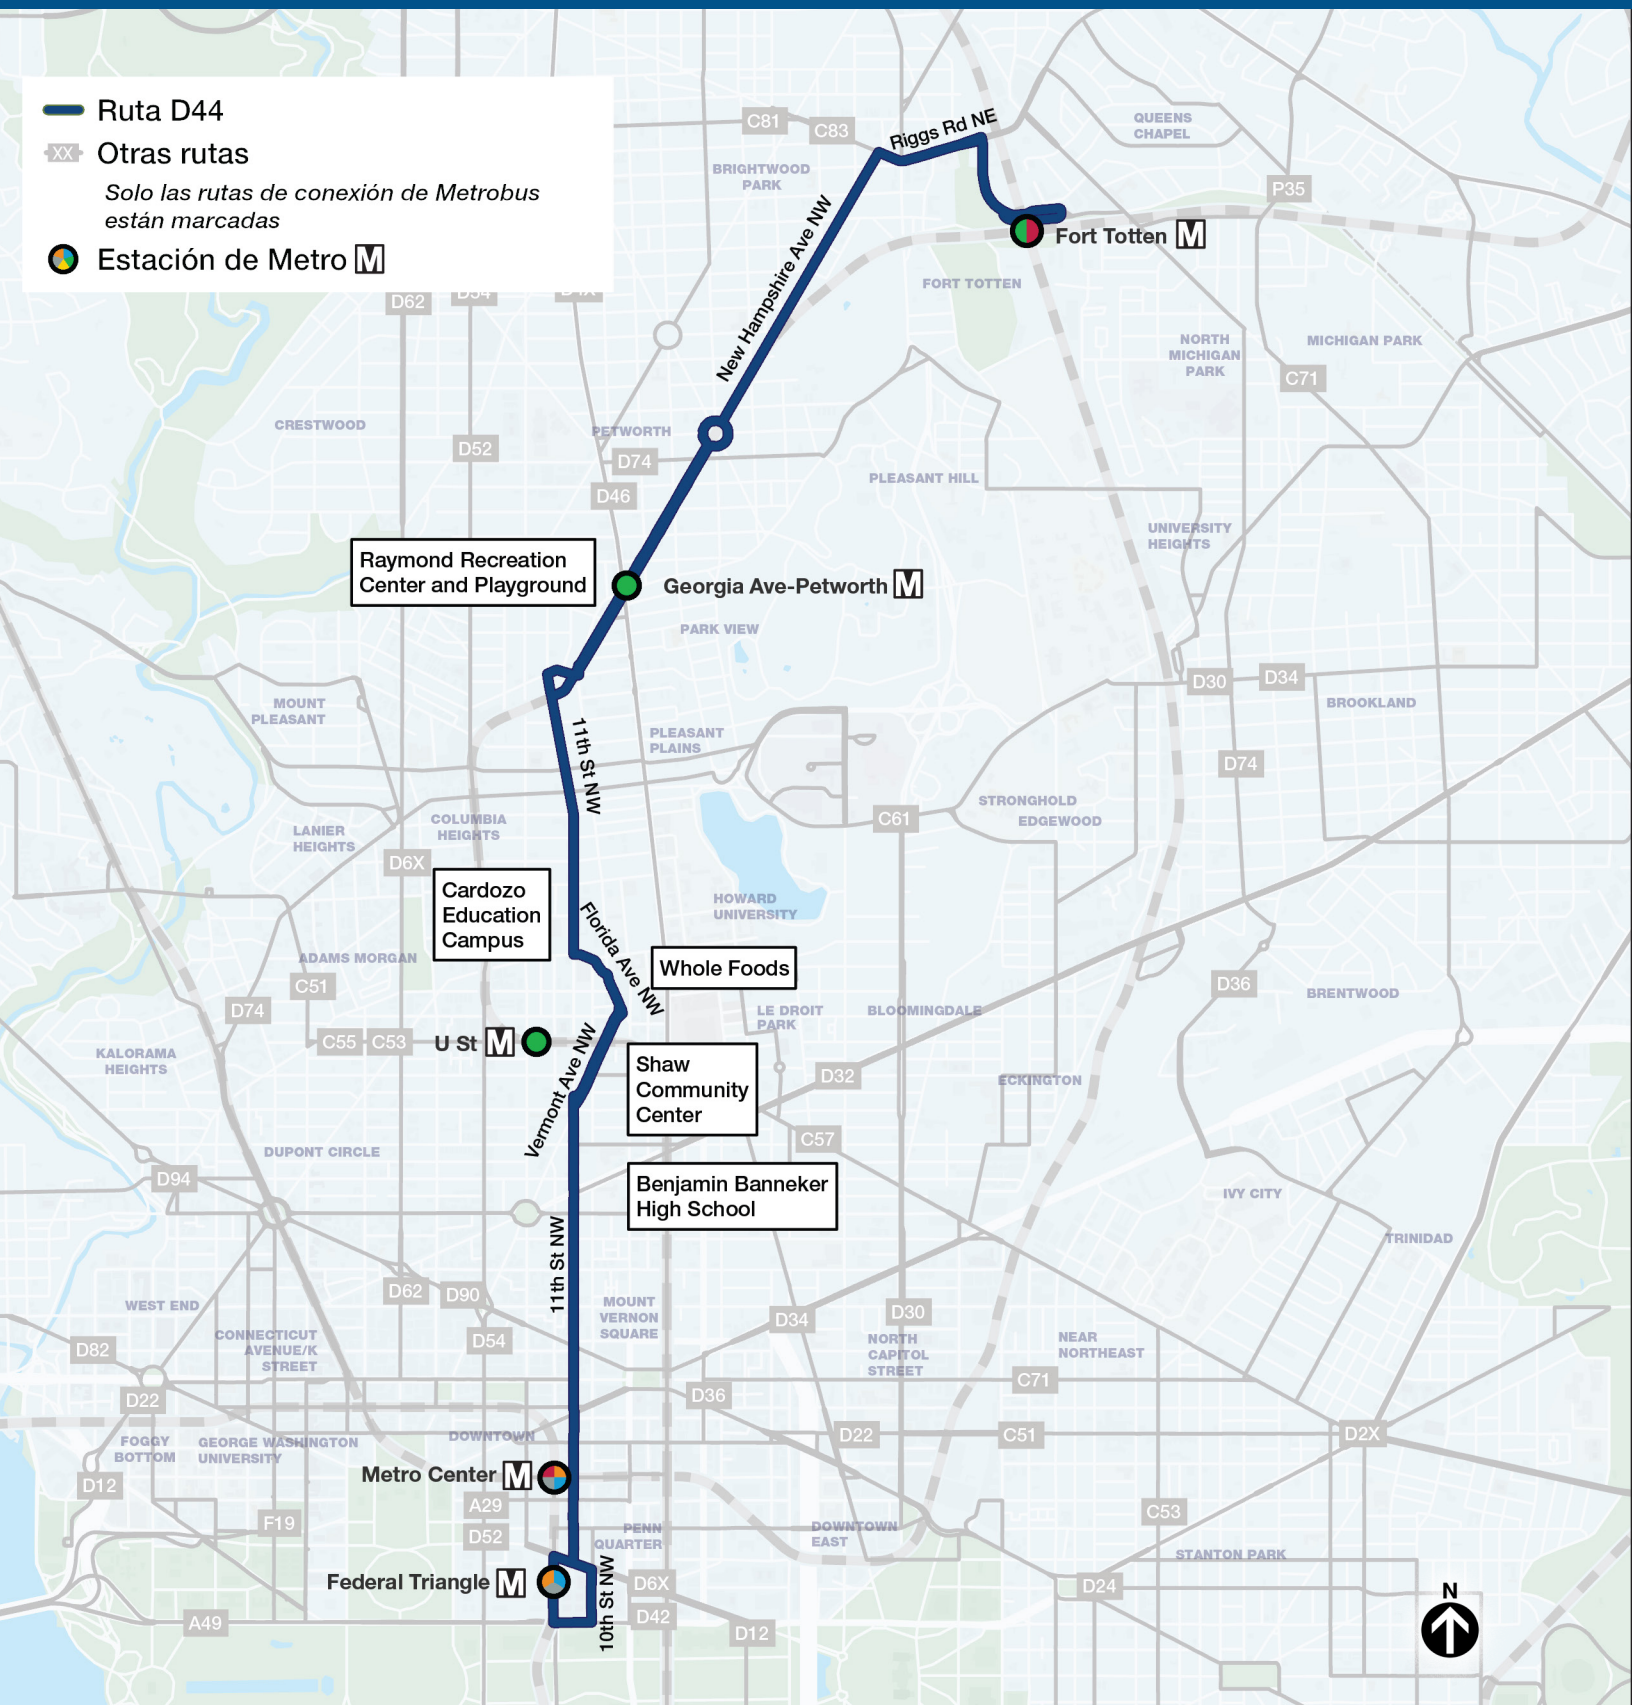 Ruta D44
XX
Otras rutas
Solo las rutas de conexión de Metrobus
están marcadas
Estación de Metro M
C81
C83
Riggs Rd NE
QUEENS
CHAPEL
BRIGHTWOOD
PARK
P35
New Hampshire Ave NW
Fort Totten M
FORT TOTTEN
D62
D54
NORTH
MICHIGAN
PARK
MICHIGAN PARK
C71
CRESTWOOD
PETWORTH
D52
D74
D46
PLEASANT HILL
UNIVERSITY
HEIGHTS
Raymond Recreation
Center and Playground
Georgia Ave-Petworth M
PARK VIEW
D30
D34
BROOKLAND
MOUNT
PLEASANT
11th St NW
PLEASANT
PLAINS
D74
STRONGHOLD
EDGEWOOD
C61
LANIER
HEIGHTS
COLUMBIA
HEIGHTS
D6X
Cardozo
Education
Campus
HOWARD
UNIVERSITY
Florida Ave NW
Whole Foods
ADAMS MORGAN
C51
D74
D36
BRENTWOOD
LE DROIT
PARK
BLOOMINGDALE
C55
C53
U St M
KALORAMA
HEIGHTS
Vermont Ave NW
Shaw
Community
Center
D32
ECKINGTON
C57
DUPONT CIRCLE
D94
Benjamin Banneker
High School
IVY CITY
TRINIDAD
11th St NW
D62
D90
WEST END
MOUNT
VERNON
SQUARE
D34
D30
D54
CONNECTICUT
AVENUE/K
STREET
NORTH
CAPITOL
STREET
NEAR
NORTHEAST
D82
C71
D22
D36
D22
C51
D2X
FOGGY
BOTTOM
GEORGE WASHINGTON
UNIVERSITY
DOWNTOWN
Metro Center M
D12
A29
C53
F19
D52
PENN
QUARTER
DOWNTOWN
EAST
STANTON PARK
Federal Triangle M
D6X
10th St NW
D24
N
A49
D42
D12